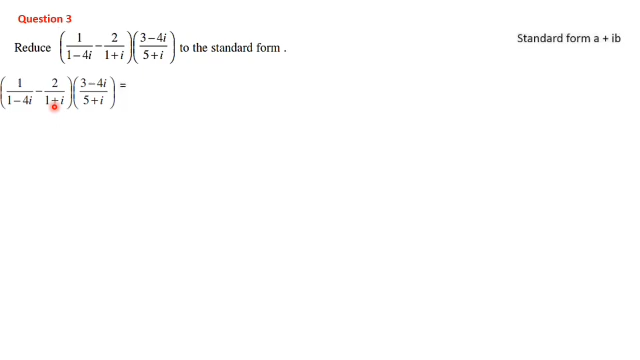 Question 3
Standard form a + ib
Reduce (1/(1−4i) − 2/(1+i))((3−4i)/(5+i)) to the standard form .
(1/(1−4i) − 2/(1+i))((3−4i)/(5+i)) =